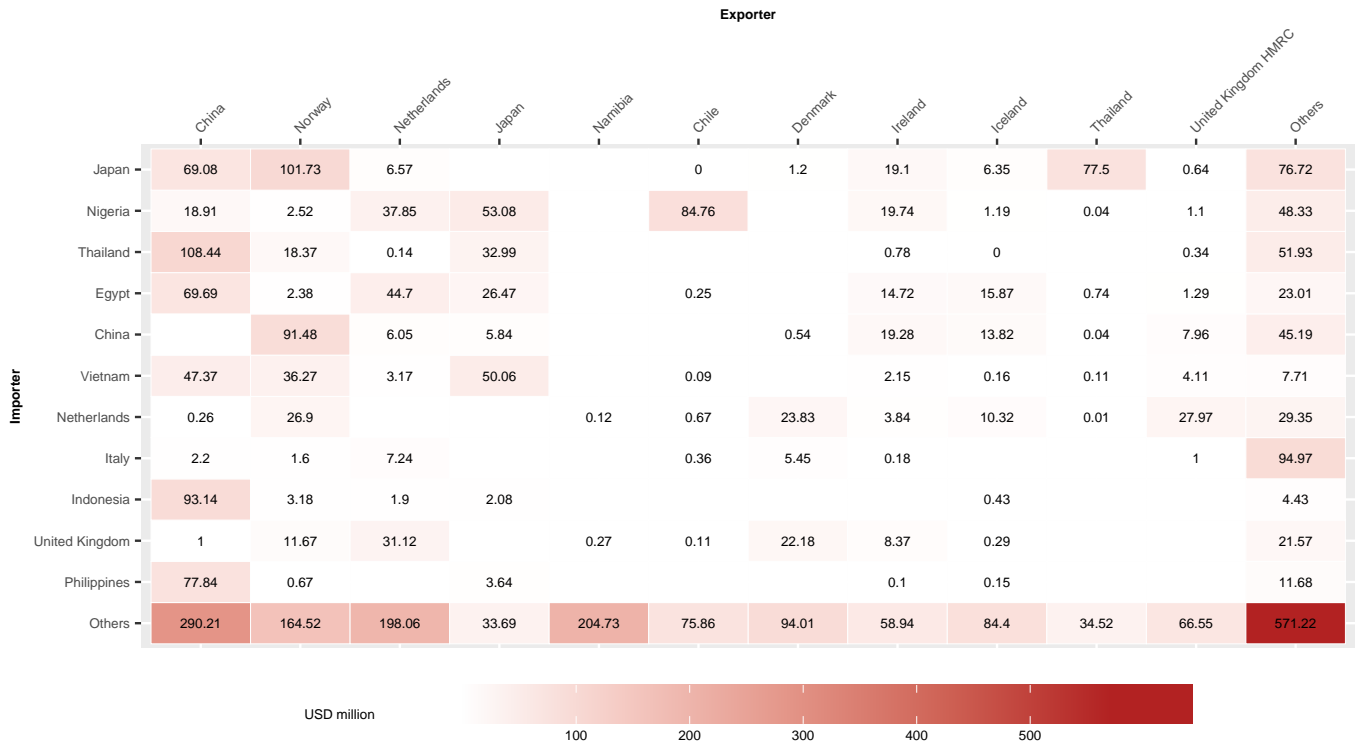 Exporter
China Norway Netherlands Japan Namibia Chile Denmark Ireland Iceland Thailand United Kingdom HMRC Others
Importer
Japan 69.08 101.73 6.57 0 1.2 19.1 6.35 77.5 0.64 76.72
Nigeria 18.91 2.52 37.85 53.08 84.76 19.74 1.19 0.04 1.1 48.33
Thailand 108.44 18.37 0.14 32.99 0.78 0 0.34 51.93
Egypt 69.69 2.38 44.7 26.47 0.25 14.72 15.87 0.74 1.29 23.01
China 91.48 6.05 5.84 0.54 19.28 13.82 0.04 7.96 45.19
Vietnam 47.37 36.27 3.17 50.06 0.09 2.15 0.16 0.11 4.11 7.71
Netherlands 0.26 26.9 0.12 0.67 23.83 3.84 10.32 0.01 27.97 29.35
Italy 2.2 1.6 7.24 0.36 5.45 0.18 1 94.97
Indonesia 93.14 3.18 1.9 2.08 0.43 4.43
United Kingdom 1 11.67 31.12 0.27 0.11 22.18 8.37 0.29 21.57
Philippines 77.84 0.67 3.64 0.1 0.15 11.68
Others 290.21 164.52 198.06 33.69 204.73 75.86 94.01 58.94 84.4 34.52 66.55 571.22
USD million
100 200 300 400 500